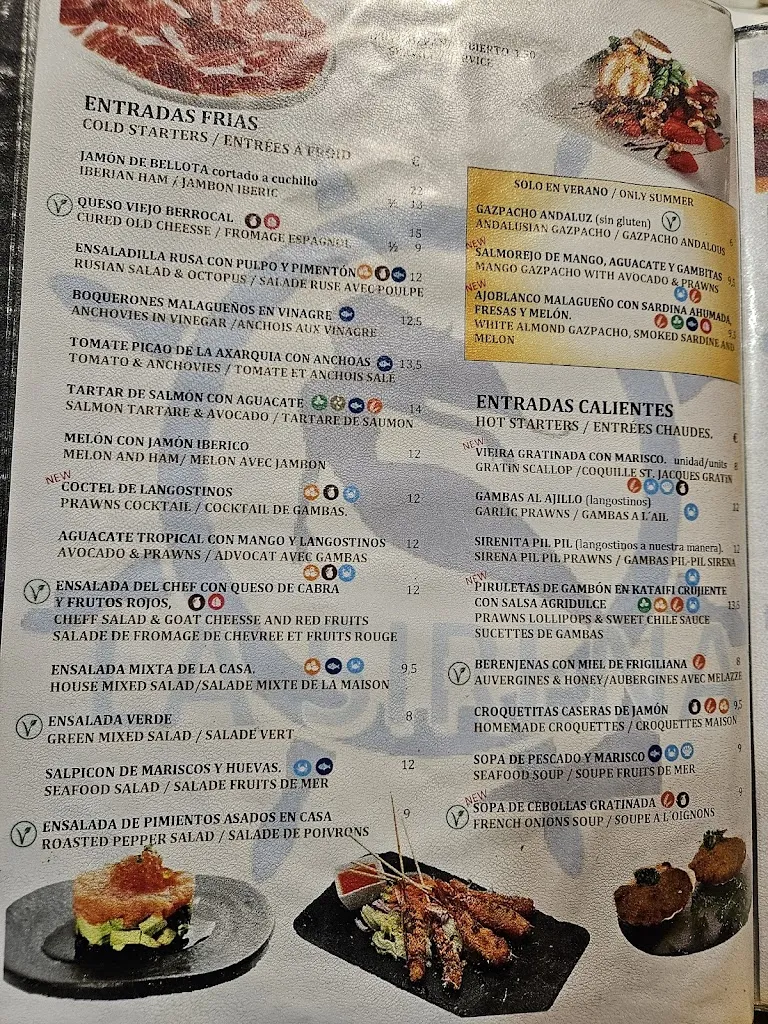 BIERTO 3,50
SERVICE
ENTRADAS FRIAS
COLD STARTERS / ENTRÉES A FROID
€
JAMÓN DE BELLOTA cortado a cuchillo
IBERIAN HAM / JAMBON IBERIC 22
½ 13
QUESO VIEJO BERROCAL
CURED OLD CHEESSE / FROMAGE ESPAGNOL 15
½ 9
ENSALADILLA RUSA CON PULPO Y PIMENTÓN 12
RUSIAN SALAD & OCTOPUS / SALADE RUSE AVEC POULPE
BOQUERONES MALAGUEÑOS EN VINAGRE 12,5
ANCHOVIES IN VINEGAR /ANCHOIS AUX VINAGRE
TOMATE PICAO DE LA AXARQUIA CON ANCHOAS 13,5
TOMATO & ANCHOVIES / TOMATE ET ANCHOIS SALE
TARTAR DE SALMÓN CON AGUACATE 14
SALMON TARTARE & AVOCADO / TARTARE DE SAUMON
MELÓN CON JAMÓN IBERICO
MELON AND HAM/ MELON AVEC JAMBON 12
NEW
COCTEL DE LANGOSTINOS 12
PRAWNS COCKTAIL / COCKTAIL DE GAMBAS.
AGUACATE TROPICAL CON MANGO Y LANGOSTINOS 12
AVOCADO & PRAWNS / ADVOCAT AVEC GAMBAS
ENSALADA DEL CHEF CON QUESO DE CABRA 12
Y FRUTOS ROJOS,
CHEFF SALAD & GOAT CHEESSE AND RED FRUITS
SALADE DE FROMAGE DE CHEVREE ET FRUITS ROUGE
ENSALADA MIXTA DE LA CASA. 9,5
HOUSE MIXED SALAD/SALADE MIXTE DE LA MAISON
ENSALADA VERDE 8
GREEN MIXED SALAD / SALADE VERT
SALPICON DE MARISCOS Y HUEVAS. 12
SEAFOOD SALAD / SALADE FRUITS DE MER
ENSALADA DE PIMIENTOS ASADOS EN CASA 9
ROASTED PEPPER SALAD / SALADE DE POIVRONS
SOLO EN VERANO / ONLY SUMMER
GAZPACHO ANDALUZ (sin gluten)
ANDALUSIAN GAZPACHO / GAZPACHO ANDALOUS 6
NEW
SALMOREJO DE MANGO, AGUACATE Y GAMBITAS
MANGO GAZPACHO WITH AVOCADO & PRAWNS 9,5
NEW
AJOBLANCO MALAGUEÑO CON SARDINA AHUMADA,
FRESAS Y MELÓN. 9,5
WHITE ALMOND GAZPACHO, SMOKED SARDINE AND
MELON
ENTRADAS CALIENTES
HOT STARTERS / ENTRÉES CHAUDES.
€
NEW
VIEIRA GRATINADA CON MARISCO. unidad/units 8
GRATIN SCALLOP /COQUILLE ST. JACQUES GRATIN
GAMBAS AL AJILLO (langostinos) 12
GARLIC PRAWNS / GAMBAS A L´AIL
SIRENITA PIL PIL (langostinos a nuestra manera). 12
SIRENA PIL PIL PRAWNS / GAMBAS PIL-PIL SIRENA
NEW
PIRULETAS DE GAMBÓN EN KATAIFI CRUJIENTE
CON SALSA AGRIDULCE 13,5
PRAWNS LOLLIPOPS & SWEET CHILE SAUCE
SUCETTES DE GAMBAS
BERENJENAS CON MIEL DE FRIGILIANA 8
AUVERGINES & HONEY/AUBERGINES AVEC MELAZZE
CROQUETITAS CASERAS DE JAMÓN 9,5
HOMEMADE CROQUETTES / CROQUETTES MAISON
SOPA DE PESCADO Y MARISCO 9
SEAFOOD SOUP / SOUPE FRUITS DE MER
NEW
SOPA DE CEBOLLAS GRATINADA 9
FRENCH ONIONS SOUP / SOUPE A L´OIGNONS